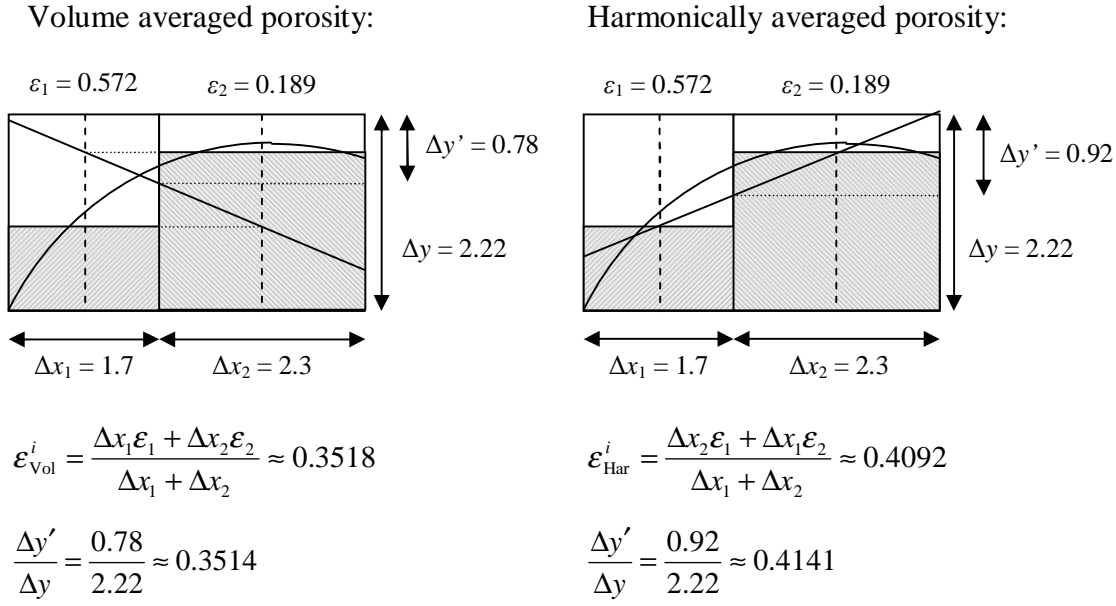 Volume averaged porosity:
ε₁ = 0.572 ε₂ = 0.189
Δy' = 0.78
Δy = 2.22
Δx₁ = 1.7 Δx₂ = 2.3
ε^i_Vol = (Δx₁ε₁ + Δx₂ε₂) / (Δx₁ + Δx₂) ≈ 0.3518
Δy′/Δy = 0.78/2.22 ≈ 0.3514
Harmonically averaged porosity:
ε₁ = 0.572 ε₂ = 0.189
Δy' = 0.92
Δy = 2.22
Δx₁ = 1.7 Δx₂ = 2.3
ε^i_Har = (Δx₂ε₁ + Δx₁ε₂) / (Δx₁ + Δx₂) ≈ 0.4092
Δy′/Δy = 0.92/2.22 ≈ 0.4141